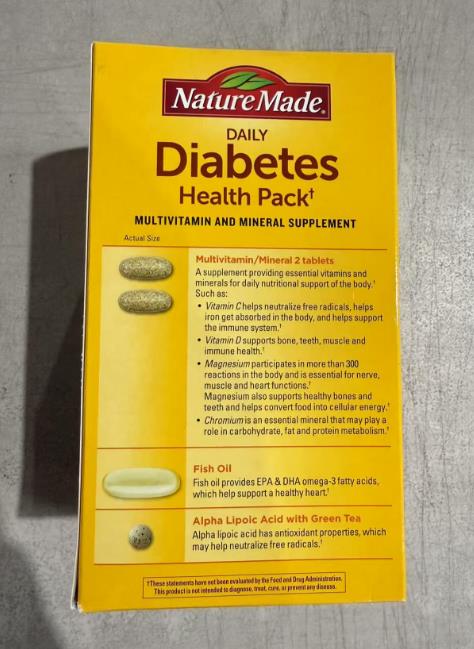 Nature Made®
DAILY
Diabetes
Health Pack†
MULTIVITAMIN AND MINERAL SUPPLEMENT
Actual Size
Multivitamin/Mineral 2 tablets
A supplement providing essential vitamins and
minerals for daily nutritional support of the body.†
Such as:
• Vitamin C helps neutralize free radicals, helps
iron get absorbed in the body, and helps support
the immune system.†
• Vitamin D supports bone, teeth, muscle and
immune health.†
• Magnesium participates in more than 300
reactions in the body and is essential for nerve,
muscle and heart functions.†
Magnesium also supports healthy bones and
teeth and helps convert food into cellular energy.†
• Chromium is an essential mineral that may play a
role in carbohydrate, fat and protein metabolism.†
Fish Oil
Fish oil provides EPA & DHA omega-3 fatty acids,
which help support a healthy heart.†
Alpha Lipoic Acid with Green Tea
Alpha lipoic acid has antioxidant properties, which
may help neutralize free radicals.†
†These statements have not been evaluated by the Food and Drug Administration.
This product is not intended to diagnose, treat, cure, or prevent any disease.